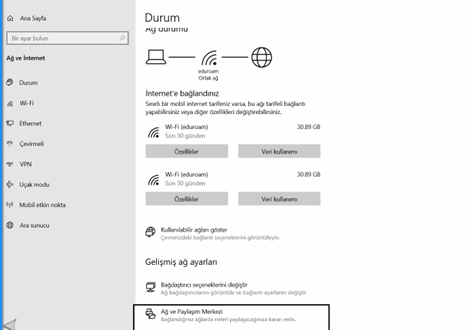 Ana Sayfa
Bir ayar bulun
Ağ ve İnternet
Durum
Wi-Fi
Ethernet
Çevirmeli
VPN
Uçak modu
Mobil etkin nokta
Ara sunucu
Durum
Ağ durumu
eduroam
Ortak ağ
İnternet'e bağlandınız
Sınırlı bir mobil internet tarifeniz varsa, bu ağı tarifeli bağlantı
yapabilirsiniz veya diğer özellikleri değiştirebilirsiniz.
Wi-Fi (eduroam) 30.89 GB
Son 30 günden
Özellikler Veri kullanımı
Wi-Fi (eduroam) 30.89 GB
Son 30 günden
Özellikler Veri kullanımı
Kullanılabilir ağları göster
Çevrenizdeki bağlantı seçeneklerini görüntüleyin.
Gelişmiş ağ ayarları
Bağdaştırıcı seçeneklerini değiştir
Ağ bağdaştırıcılarını görüntüle ve bağlantı ayarlarını değiştir.
Ağ ve Paylaşım Merkezi
Bağlandığınız ağlarda neleri paylaşacağınıza karar verin.